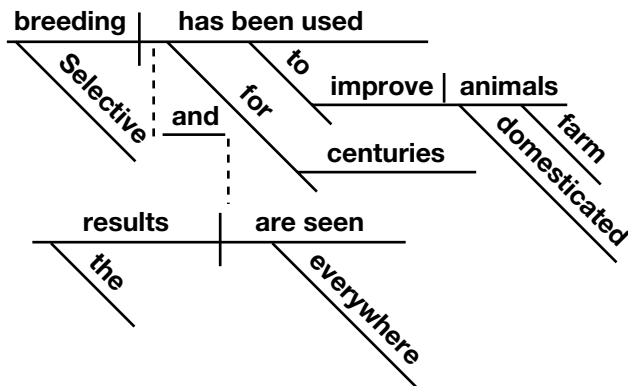 breeding has been used
Selective
to
for
improve animals
and
farm
domesticated
centuries
results are seen
the
everywhere